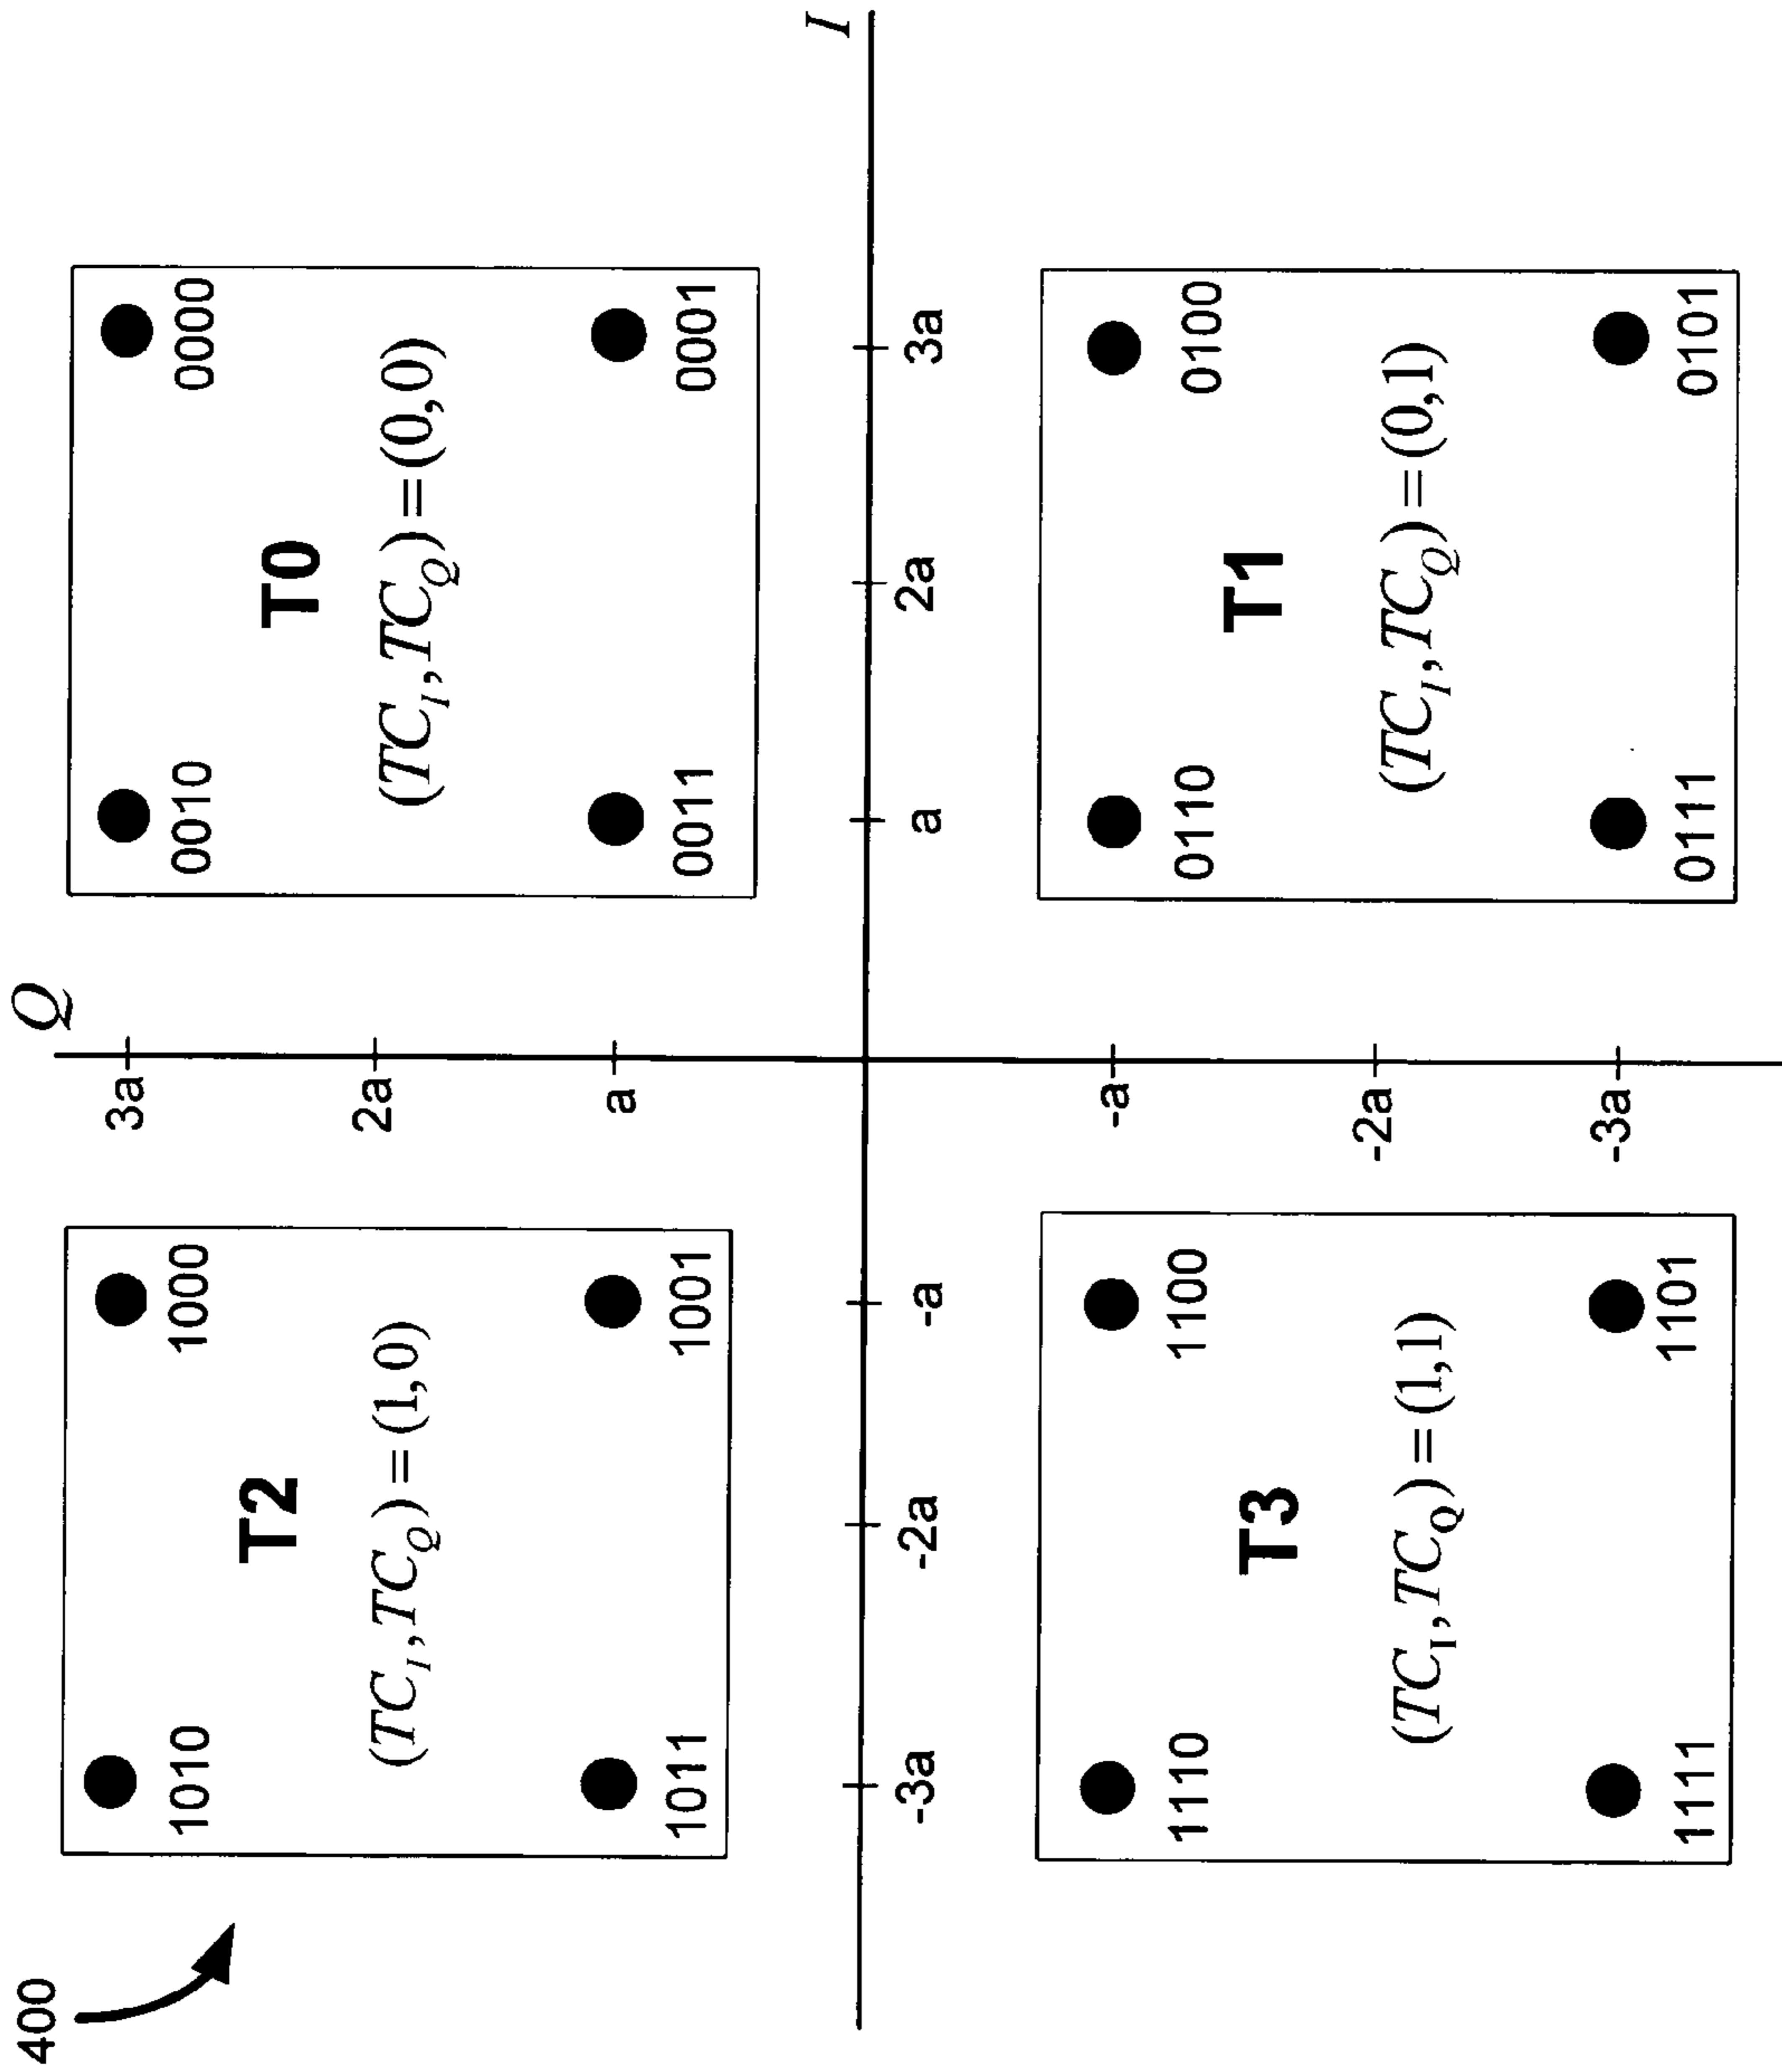 400
Q
1010
1000
0010
0000
3a
T2
T0
(TC_I, TC_Q) = (1,0)
(TC_I, TC_Q) = (0,0)
2a
1011
1001
0011
0001
a
I
-3a
-2a
-a
a
2a
3a
1110
1100
0110
0100
-a
T3
T1
(TC_I, TC_Q) = (1,1)
(TC_I, TC_Q) = (0,1)
-2a
1111
1101
0111
0101
-3a